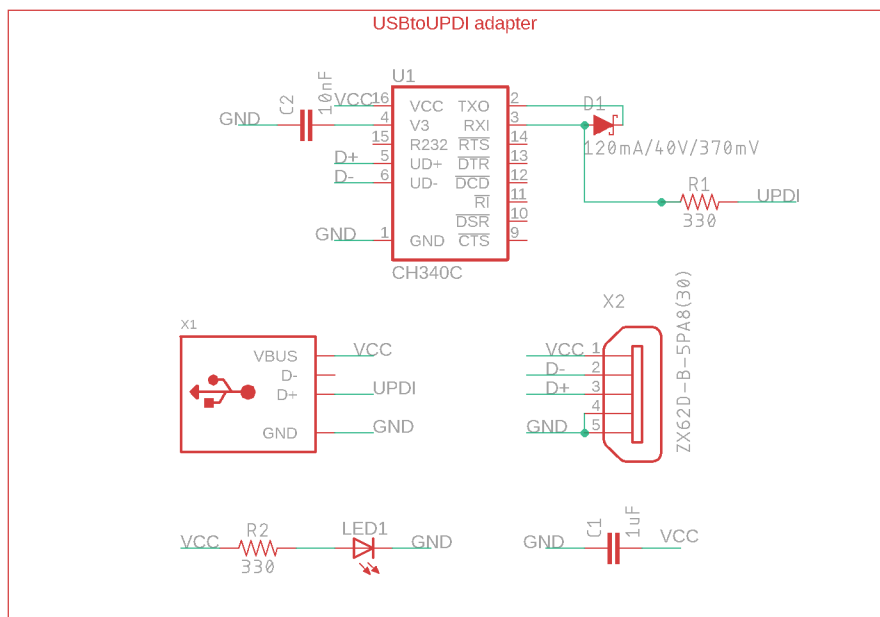 USBtoUPDI adapter
U1
C2
10nF
GND
VCC
16
4
15
5
6
1
D+
D-
GND
VCC
V3
R232
UD+
UD-
GND
TXO
RXI
RTS
DTR
DCD
RI
DSR
CTS
2
3
14
13
12
11
10
9
CH340C
D1
120mA/40V/370mV
R1
330
UPDI
X1
VBUS
D-
D+
GND
VCC
UPDI
GND
X2
ZX62D-B-5PA8(30)
VCC 1
D- 2
D+ 3
4
GND 5
VCC
R2
330
LED1
GND
GND
C1
1uF
VCC